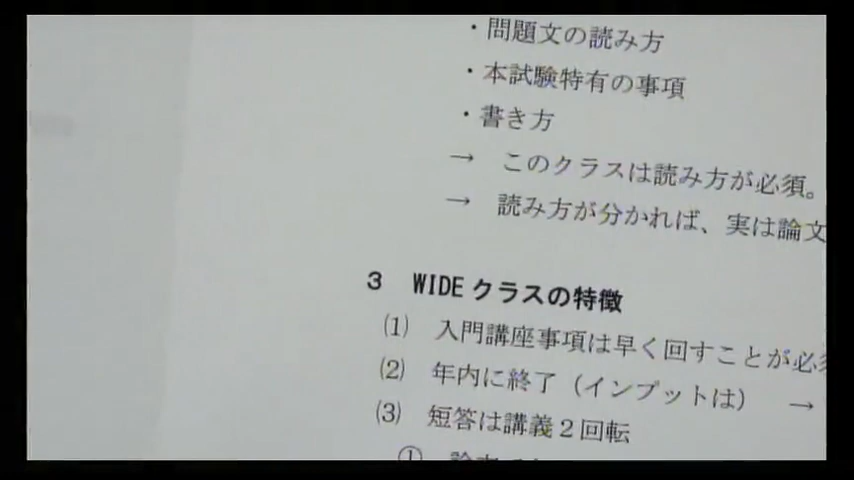 ・問題文の読み方
・本試験特有の事項
・書き方
→ このクラスは読み方が必須。
→ 読み方が分かれば、実は論文
3 WIDEクラスの特徴
(1) 入門講座事項は早く回すことが必
(2) 年内に終了(インプットは) →
(3) 短答は講義2回転
①